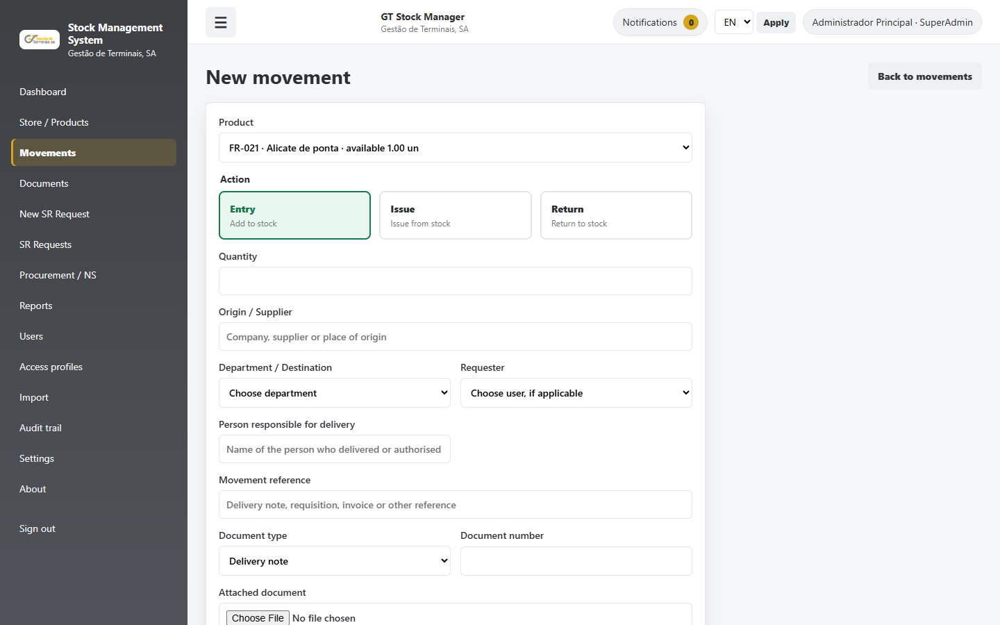 Stock Management
System
Gestão de Terminais, SA
Dashboard
Store / Products
Movements
Documents
New SR Request
SR Requests
Procurement / NS
Reports
Users
Access profiles
Import
Audit trail
Settings
About
Sign out
☰
GT Stock Manager
Gestão de Terminais, SA
Notifications 0
EN
Apply
Administrador Principal · SuperAdmin
New movement
Back to movements
Product
FR-021 · Alicate de ponta · available 1.00 un
Action
Entry
Add to stock
Issue
Issue from stock
Return
Return to stock
Quantity
Origin / Supplier
Company, supplier or place of origin
Department / Destination
Choose department
Requester
Choose user, if applicable
Person responsible for delivery
Name of the person who delivered or authorised
Movement reference
Delivery note, requisition, invoice or other reference
Document type
Delivery note
Document number
Attached document
Choose File No file chosen